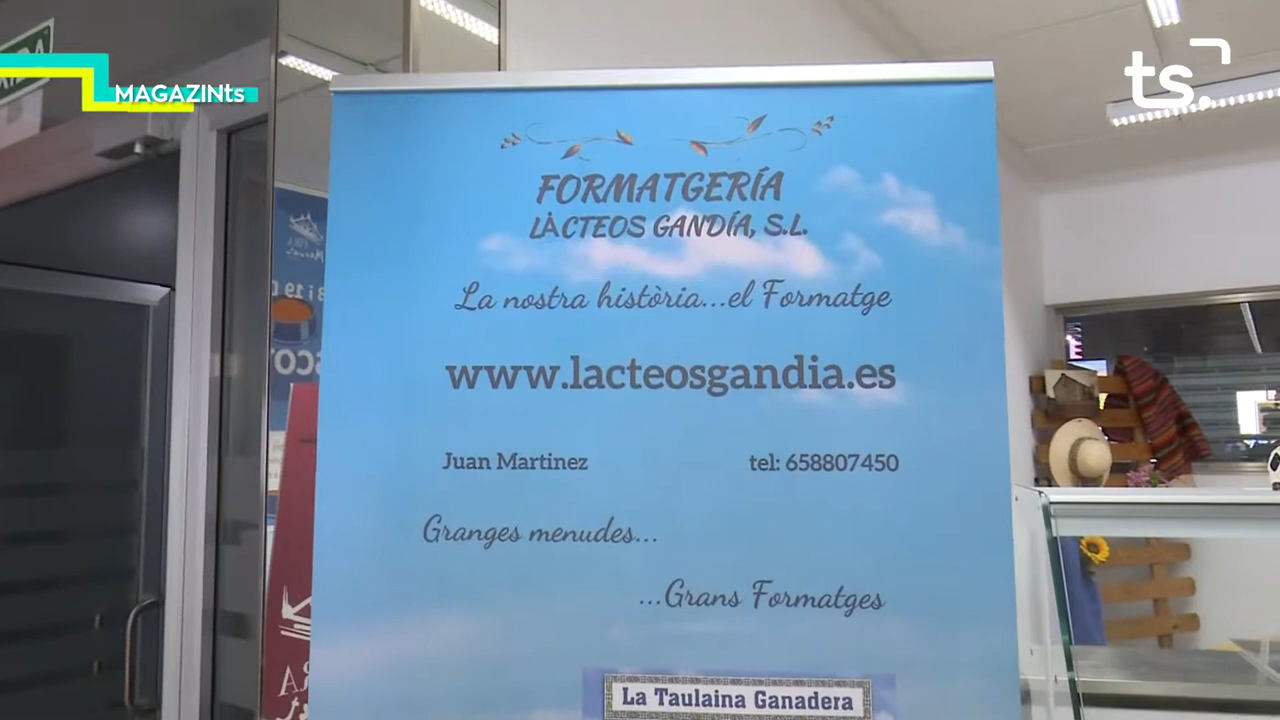 MAGAZINts
ts.
FORMATGERÍA
LÀCTEOS GANDÍA, S.L.
La nostra història...el Formatge
www.lacteosgandia.es
Juan Martinez tel: 658807450
Granges menudes...
...Grans Formatges
La Taulaina Ganadera